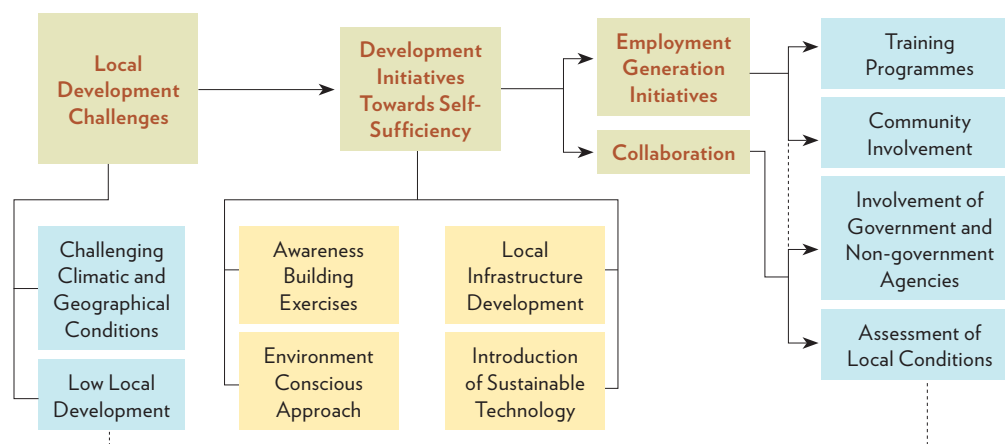 Local
Development
Challenges
Development
Initiatives
Towards Self-
Sufficiency
Employment
Generation
Initiatives
Collaboration
Training
Programmes
Community
Involvement
Involvement of
Government and
Non-government
Agencies
Assessment of
Local Conditions
Challenging
Climatic and
Geographical
Conditions
Low Local
Development
Awareness
Building
Exercises
Environment
Conscious
Approach
Local
Infrastructure
Development
Introduction
of Sustainable
Technology